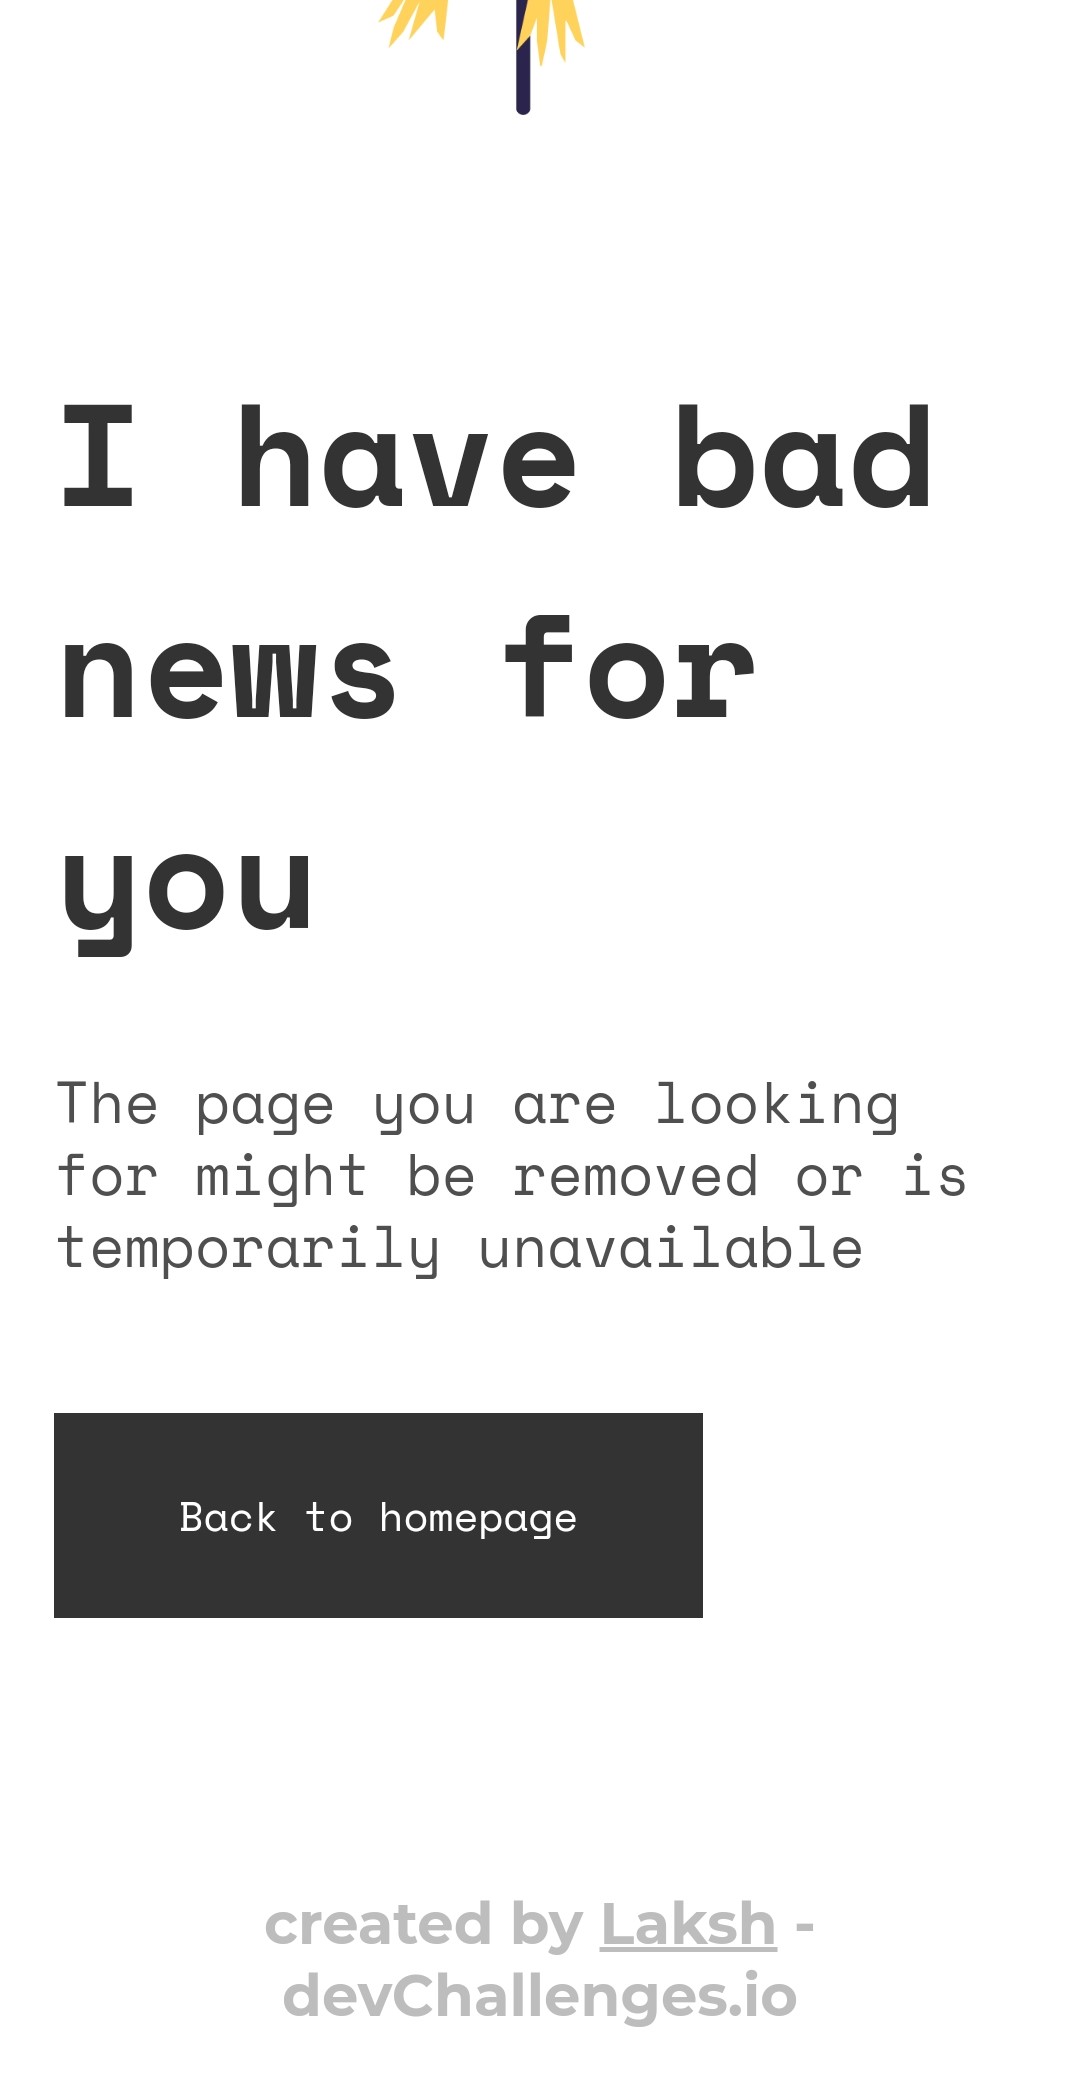 I have bad
news for
you
The page you are looking
for might be removed or is
temporarily unavailable
Back to homepage
created by Laksh -
devChallenges.io